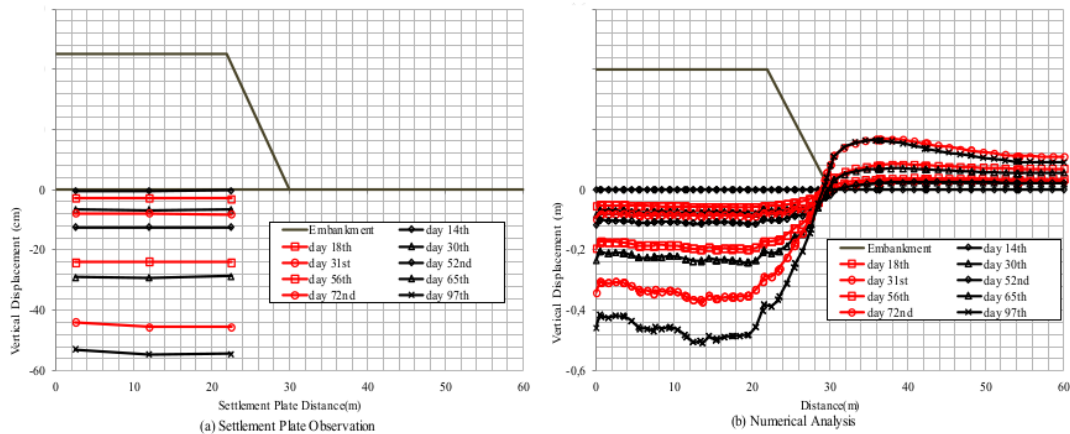 Vertical Displacement (cm)
0
-20
-40
-60
0
10
20
30
40
50
60
Embankment
day 14th
day 18th
day 30th
day 31st
day 52nd
day 56th
day 65th
day 72nd
day 97th
Settlement Plate Distance(m)
(a) Settlement Plate Observation
Vertical Displacement (m)
0
-0,2
-0,4
-0,6
0
10
20
30
40
50
60
Embankment
day 14th
day 18th
day 30th
day 31st
day 52nd
day 56th
day 65th
day 72nd
day 97th
Distance(m)
(b) Numerical Analysis